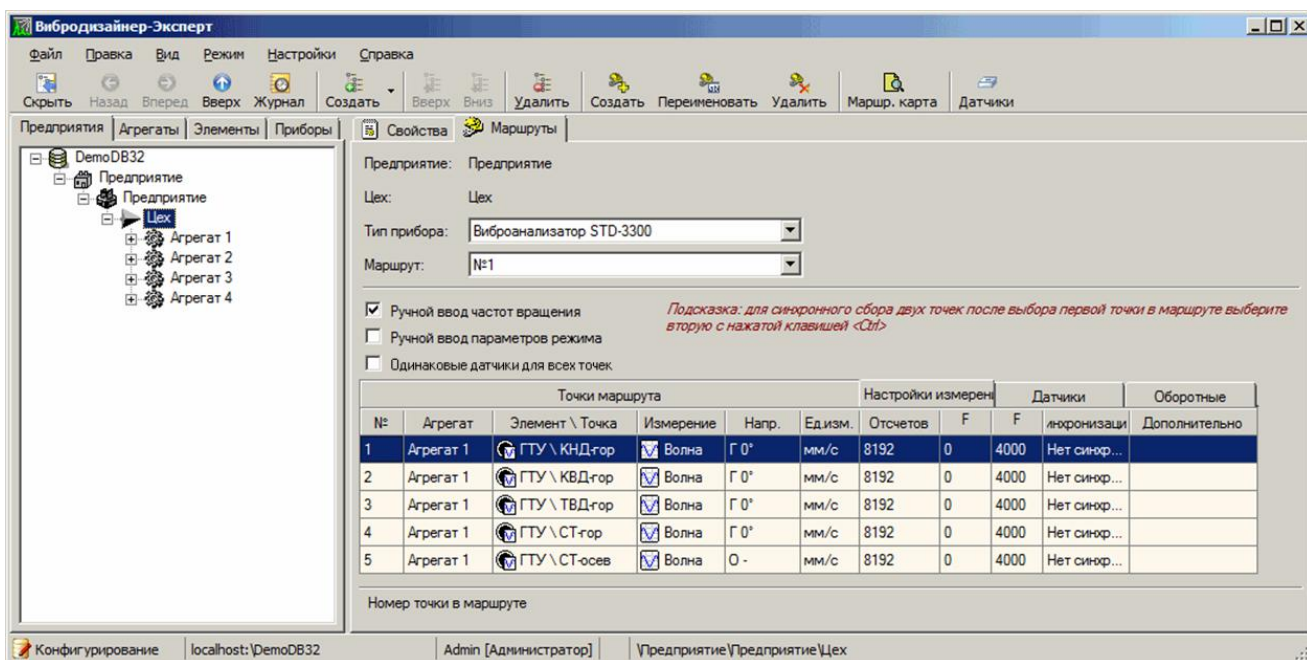 Вибродизайнер-Эксперт
Файл Правка Вид Режим Настройки Справка
Скрыть Назад Вперед Вверх Журнал Создать Вверх Вниз Удалить Создать Переименовать Удалить Маршр. карта Датчики
Предприятия Агрегаты Элементы Приборы Свойства Маршруты
DemoDB32
Предприятие
Предприятие
Цех
Агрегат 1
Агрегат 2
Агрегат 3
Агрегат 4
Предприятие: Предприятие
Цех: Цех
Тип прибора: Виброанализатор STD-3300
Маршрут: №1
Ручной ввод частот вращения
Ручной ввод параметров режима
Одинаковые датчики для всех точек
Подсказка: для синхронного сбора двух точек после выбора первой точки в маршруте выберите
вторую с нажатой клавишей <Ctrl>
Точки маршрута Настройки измерени Датчики Оборотные
№ Агрегат Элемент \ Точка Измерение Напр. Ед.изм. Отсчетов F F инхронизаци Дополнительно
1 Агрегат 1 ГТУ \ КНД-гор Волна Г 0° мм/с 8192 0 4000 Нет синхр...
2 Агрегат 1 ГТУ \ КВД-гор Волна Г 0° мм/с 8192 0 4000 Нет синхр...
3 Агрегат 1 ГТУ \ ТВД-гор Волна Г 0° мм/с 8192 0 4000 Нет синхр...
4 Агрегат 1 ГТУ \ СТ-гор Волна Г 0° мм/с 8192 0 4000 Нет синхр...
5 Агрегат 1 ГТУ \ СТ-осев Волна О - мм/с 8192 0 4000 Нет синхр...
Номер точки в маршруте
Конфигурирование localhost:\DemoDB32 Admin [Администратор] \Предприятие\Предприятие\Цех